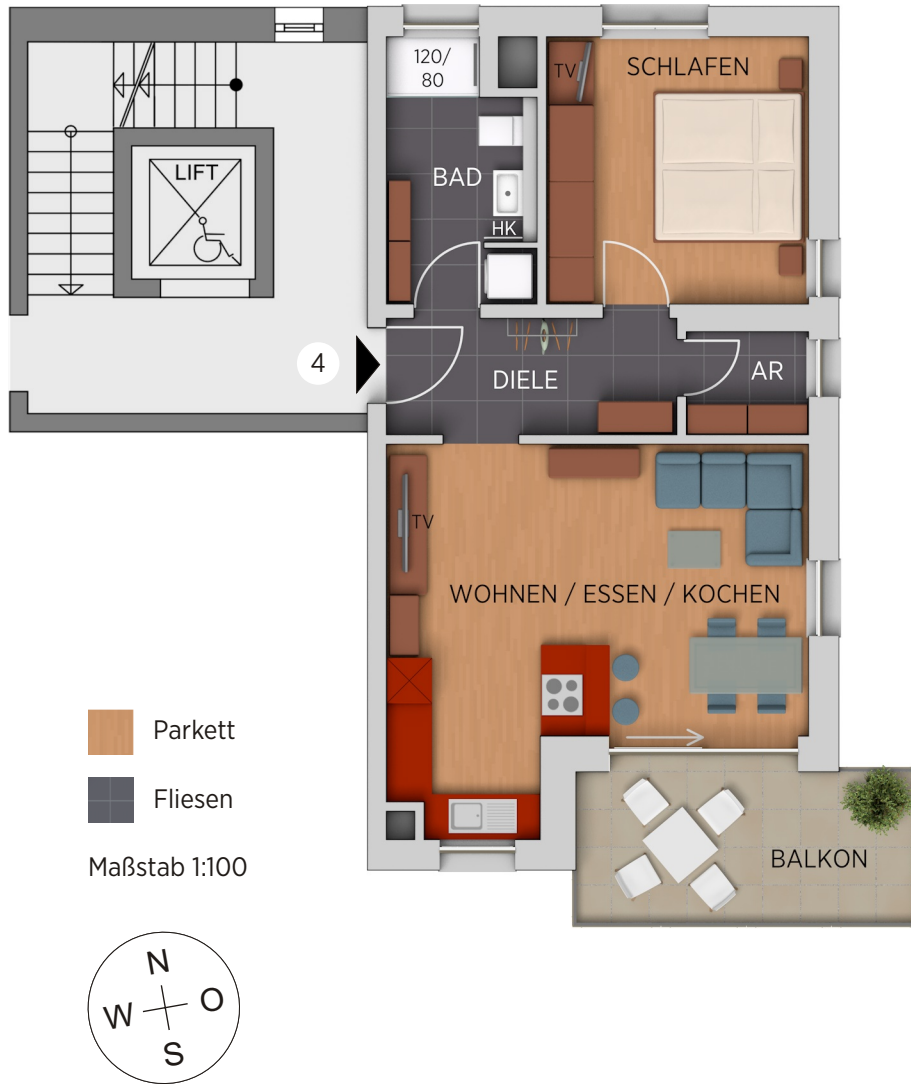 120/
80
TV
SCHLAFEN
LIFT
BAD
HK
4
DIELE
AR
TV
WOHNEN / ESSEN / KOCHEN
Parkett
Fliesen
Maßstab 1:100
BALKON
N
W
O
S